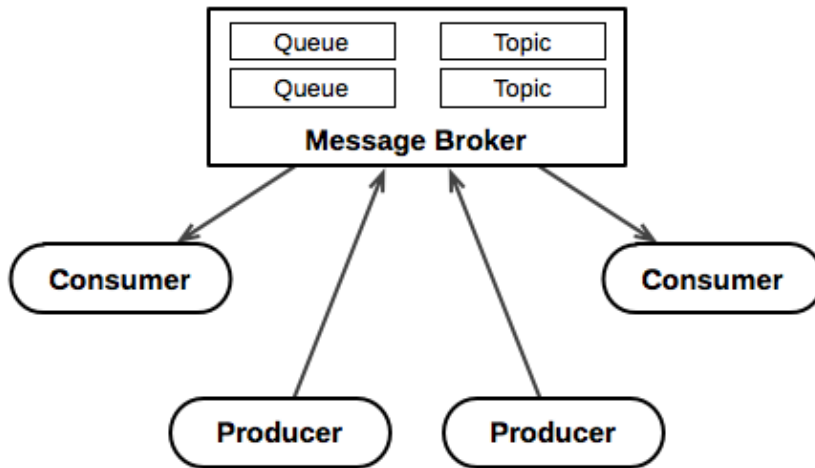 Queue Topic
Queue Topic
Message Broker
Consumer Consumer
Producer Producer